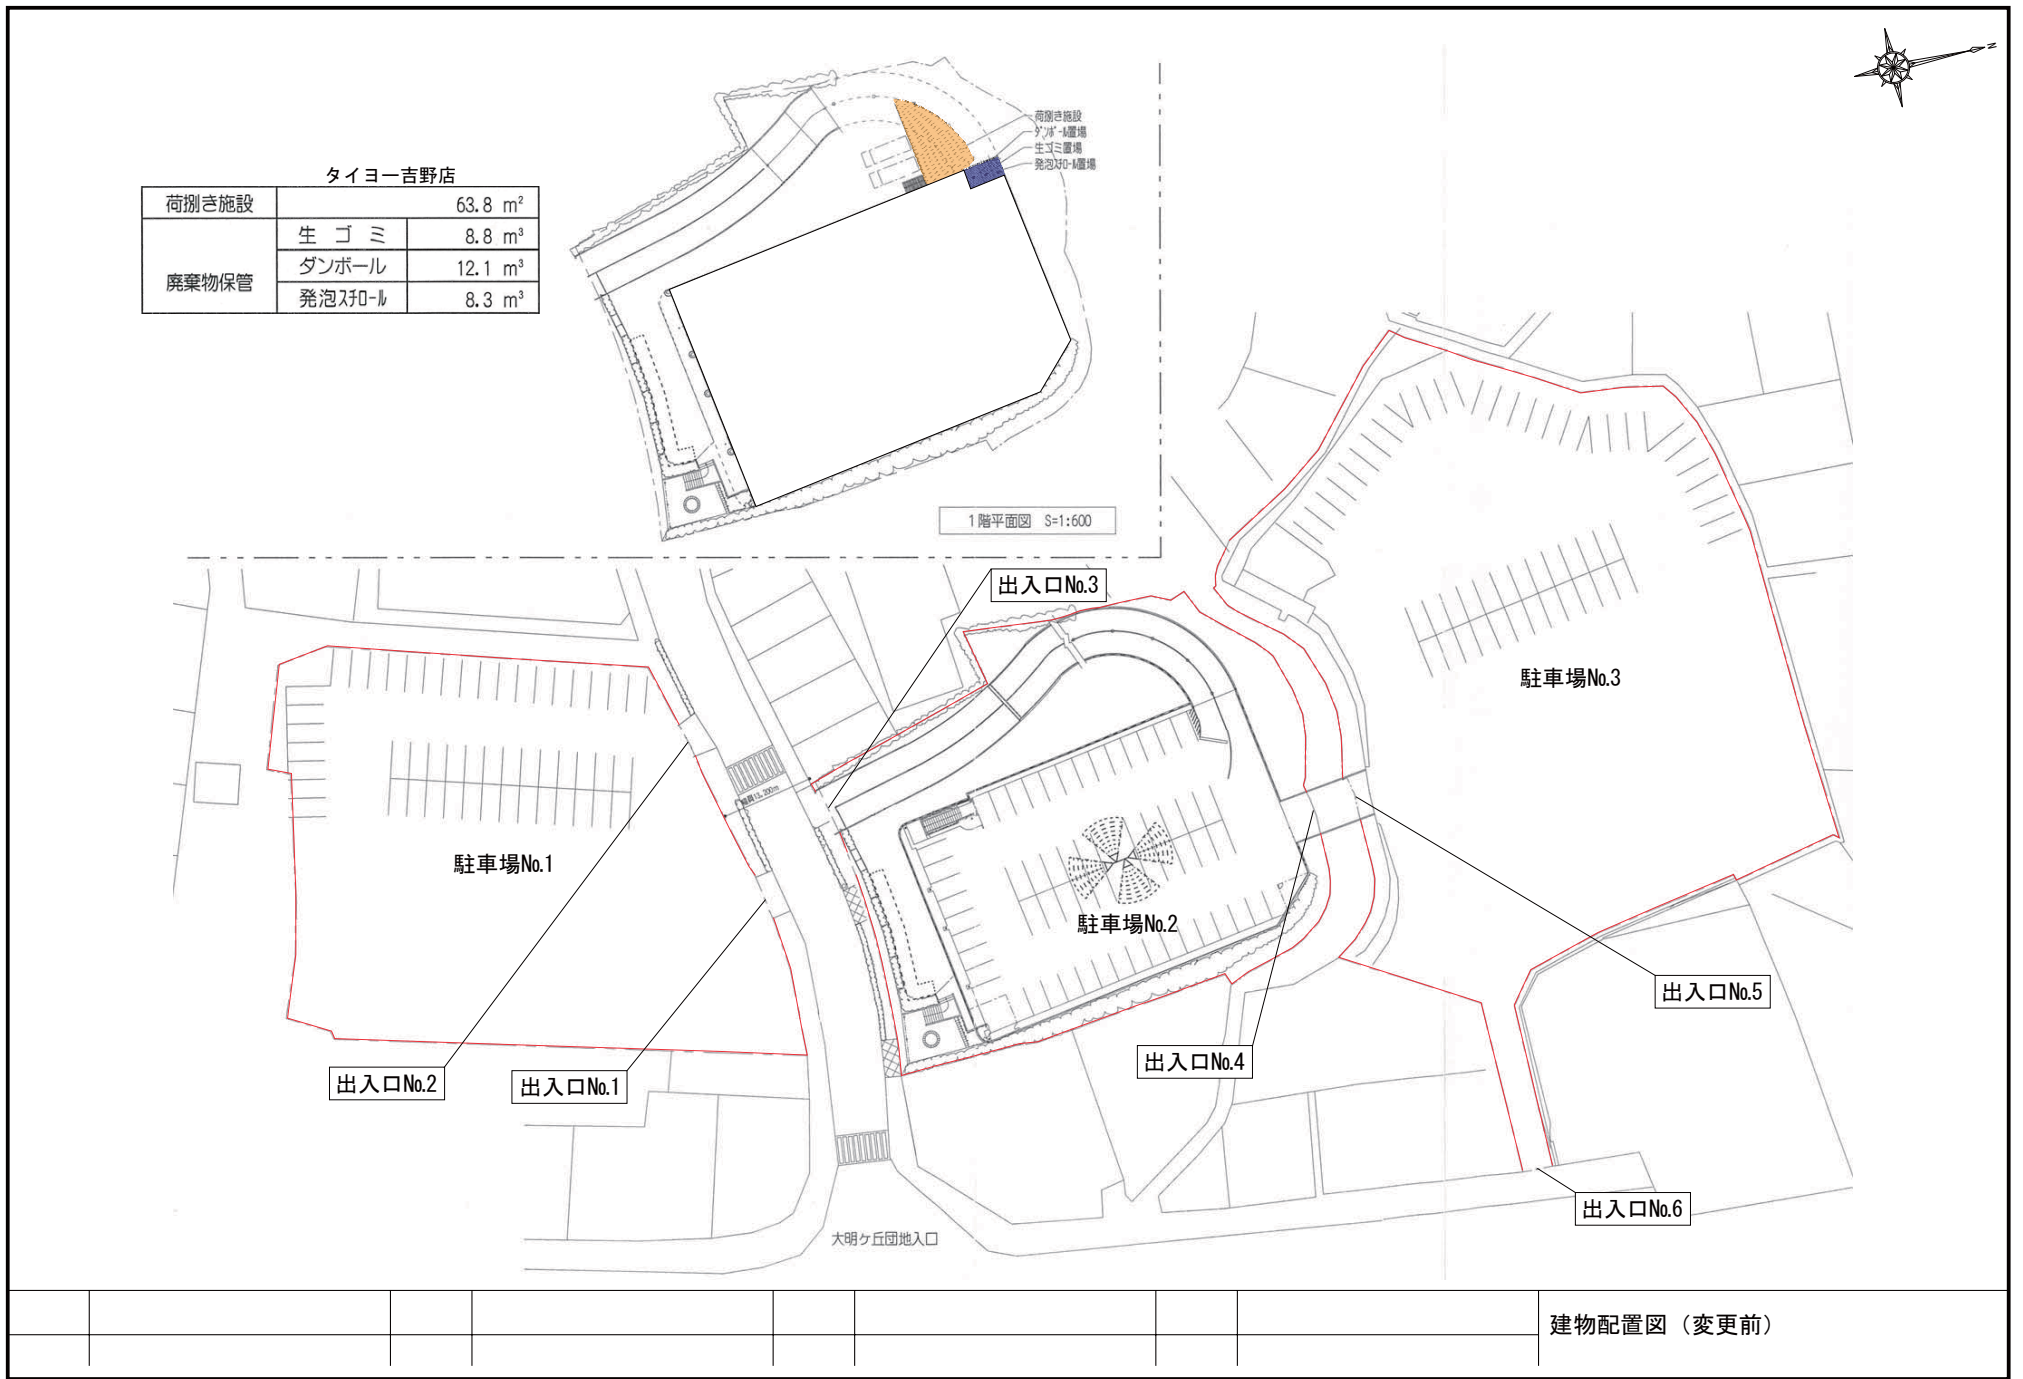 N
タイヨー吉野店
荷捌き施設 63.8 m²
廃棄物保管
生 ゴ ミ 8.8 m³
ダンボール 12.1 m³
発泡ｽﾁﾛｰﾙ 8.3 m³
荷捌き施設
ﾀﾞﾝﾎﾞｰﾙ置場
生ゴミ置場
発泡ｽﾁﾛｰﾙ置場
1階平面図 S=1:600
出入口№3
駐車場№3
駐車場№1
駐車場№2
出入口№5
出入口№4
出入口№2
出入口№1
出入口№6
大明ヶ丘団地入口
建物配置図（変更前）